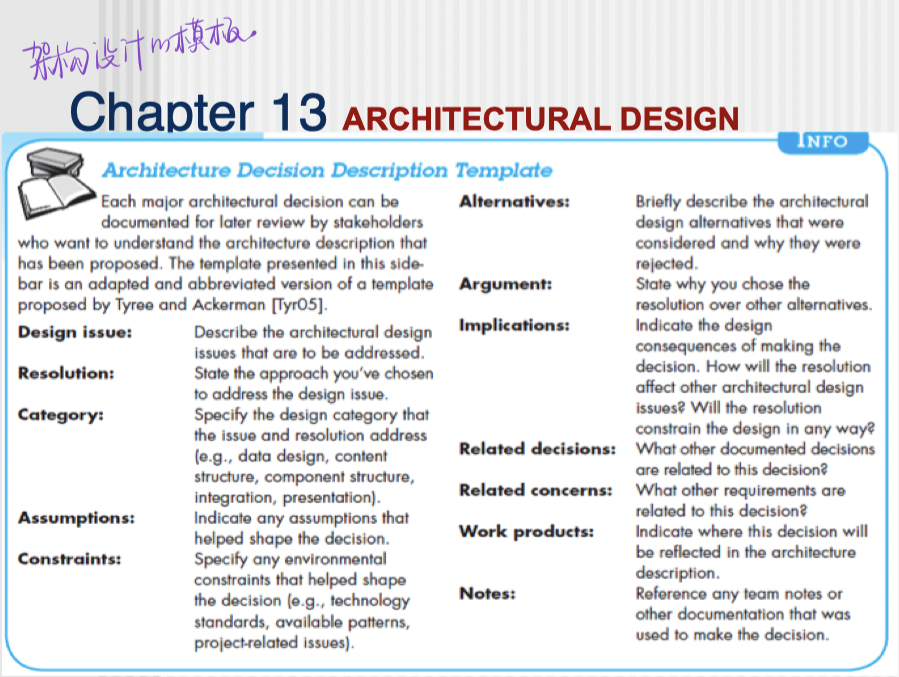 架构设计的模板.
Chapter 13 ARCHITECTURAL DESIGN
INFO
Architecture Decision Description Template
Each major architectural decision can be
documented for later review by stakeholders
who want to understand the architecture description that
has been proposed. The template presented in this side-
bar is an adapted and abbreviated version of a template
proposed by Tyree and Ackerman [Tyr05].
Design issue: Describe the architectural design
issues that are to be addressed.
Resolution: State the approach you've chosen
to address the design issue.
Category: Specify the design category that
the issue and resolution address
(e.g., data design, content
structure, component structure,
integration, presentation).
Assumptions: Indicate any assumptions that
helped shape the decision.
Constraints: Specify any environmental
constraints that helped shape
the decision (e.g., technology
standards, available patterns,
project-related issues).
Alternatives: Briefly describe the architectural
design alternatives that were
considered and why they were
rejected.
Argument: State why you chose the
resolution over other alternatives.
Implications: Indicate the design
consequences of making the
decision. How will the resolution
affect other architectural design
issues? Will the resolution
constrain the design in any way?
Related decisions: What other documented decisions
are related to this decision?
Related concerns: What other requirements are
related to this decision?
Work products: Indicate where this decision will
be reflected in the architecture
description.
Notes: Reference any team notes or
other documentation that was
used to make the decision.